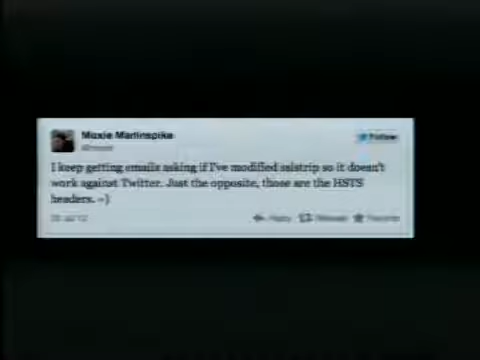 Moxie Marlinspike
Follow
I keep getting emails asking if I've modified sslstrip so it doesn't
work against Twitter. Just the opposite, those are the HSTS
headers. =)
Reply Retweet Favorite